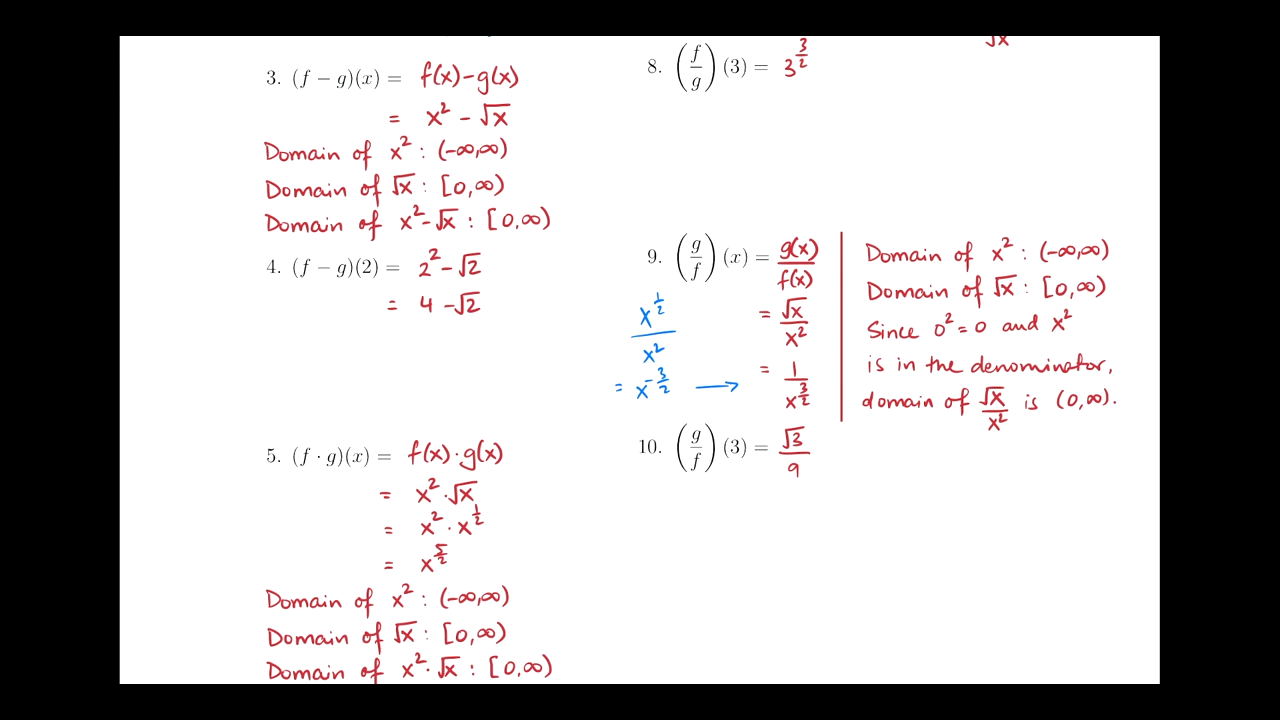 3. (f − g)(x) = f(x)-g(x)
= x² - √x
Domain of x² : (-∞,∞)
Domain of √x : [0,∞)
Domain of x²-√x : [0,∞)
4. (f − g)(2) = 2² - √2
= 4 - √2
5. (f · g)(x) = f(x)·g(x)
= x²·√x
= x² · x^(1/2)
= x^(5/2)
Domain of x² : (-∞,∞)
Domain of √x : [0,∞)
Domain of x²·√x : [0,∞)
√x
8. (f/g)(3) = 3^(3/2)
9. (g/f)(x) = g(x)/f(x)
= √x/x²
= 1/x^(3/2)
x^(1/2)/x²
= x^(-3/2) ⟶
Domain of x² : (-∞,∞)
Domain of √x : [0,∞)
Since 0² = 0 and x²
is in the denominator,
domain of √x/x² is (0,∞).
10. (g/f)(3) = √3/9